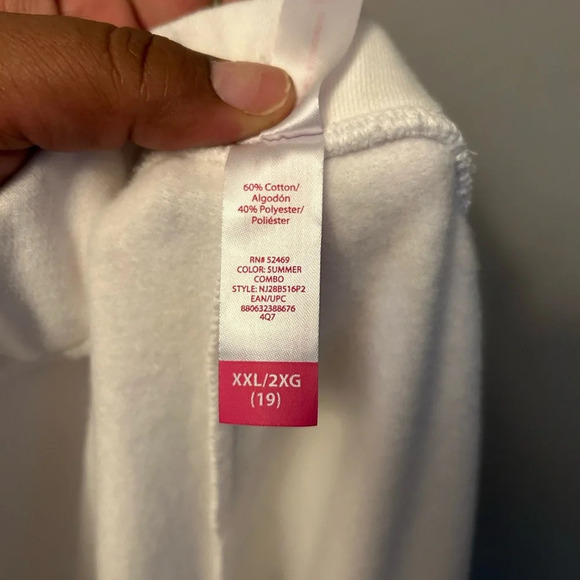 60% Cotton/
Algodón
40% Polyester/
Poliéster
RN# 52469
COLOR: SUMMER
COMBO
STYLE: NJ28B516P2
EAN/UPC
880632388676
4Q7
XXL/2XG
(19)